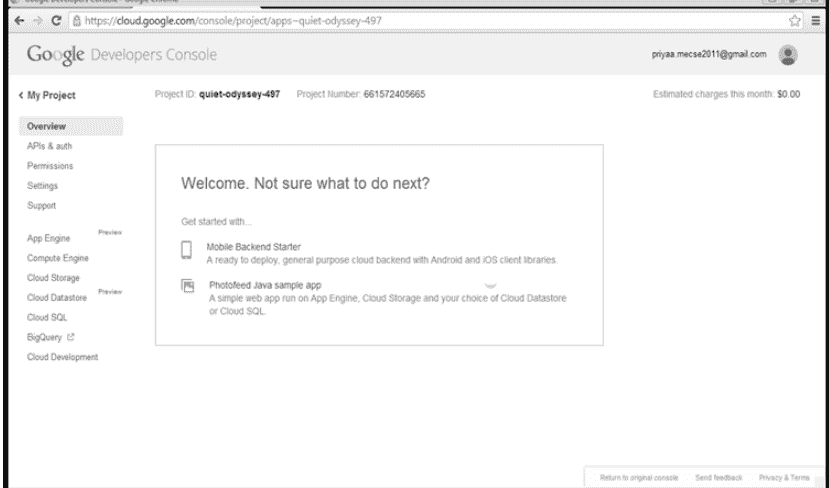 Google Developers Console - Google Chrome
https://cloud.google.com/console/project/apps~quiet-odyssey-497
Google Developers Console
priyaa.mecse2011@gmail.com
< My Project
Project ID: quiet-odyssey-497 Project Number: 661572405665
Estimated charges this month: $0.00
Overview
APIs & auth
Permissions
Settings
Support
App Engine Preview
Compute Engine
Cloud Storage
Cloud Datastore Preview
Cloud SQL
BigQuery
Cloud Development
Welcome. Not sure what to do next?
Get started with...
Mobile Backend Starter
A ready to deploy, general purpose cloud backend with Android and iOS client libraries.
Photofeed Java sample app
A simple web app run on App Engine, Cloud Storage and your choice of Cloud Datastore
or Cloud SQL.
Return to original console Send feedback Privacy & Terms